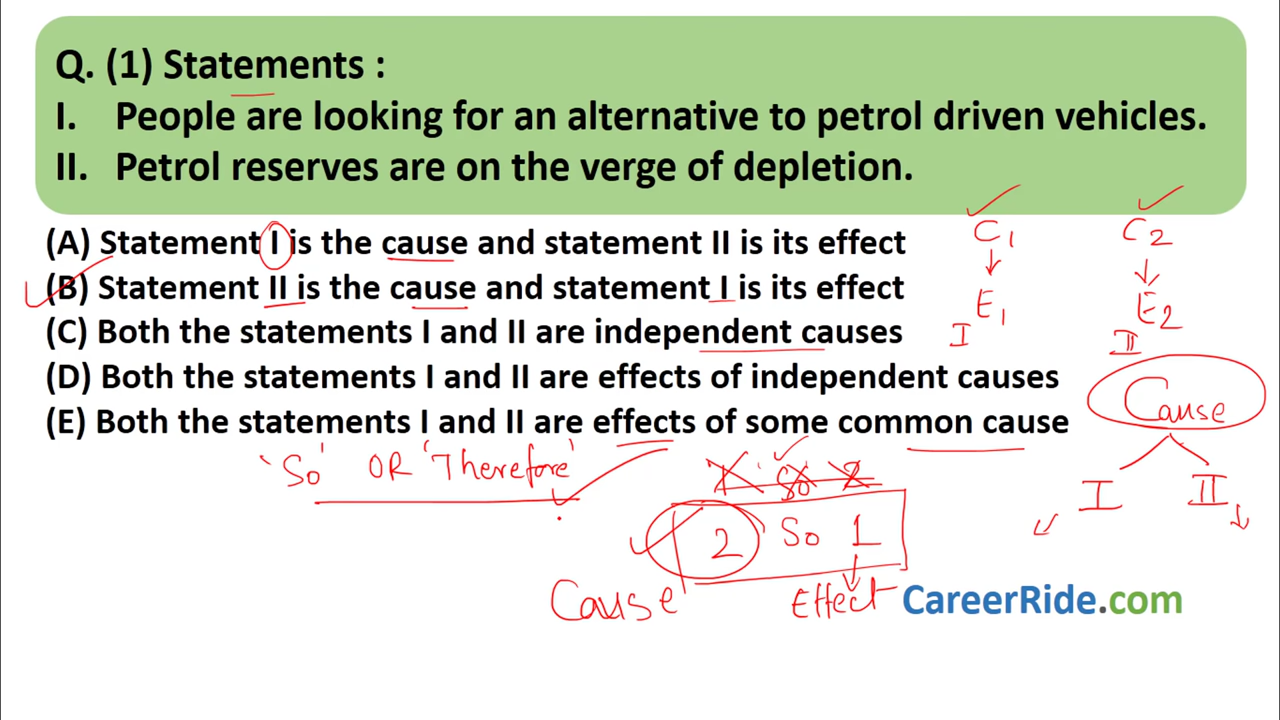 Q. (1) Statements :
I. People are looking for an alternative to petrol driven vehicles.
II. Petrol reserves are on the verge of depletion.
(A) Statement I is the cause and statement II is its effect
(B) Statement II is the cause and statement I is its effect
(C) Both the statements I and II are independent causes
(D) Both the statements I and II are effects of independent causes
(E) Both the statements I and II are effects of some common cause
C1 C2
E1 E2
I II
Cause
I II
'So' OR 'Therefore'
1 So 2
2 So 1
Cause Effect
CareerRide.com